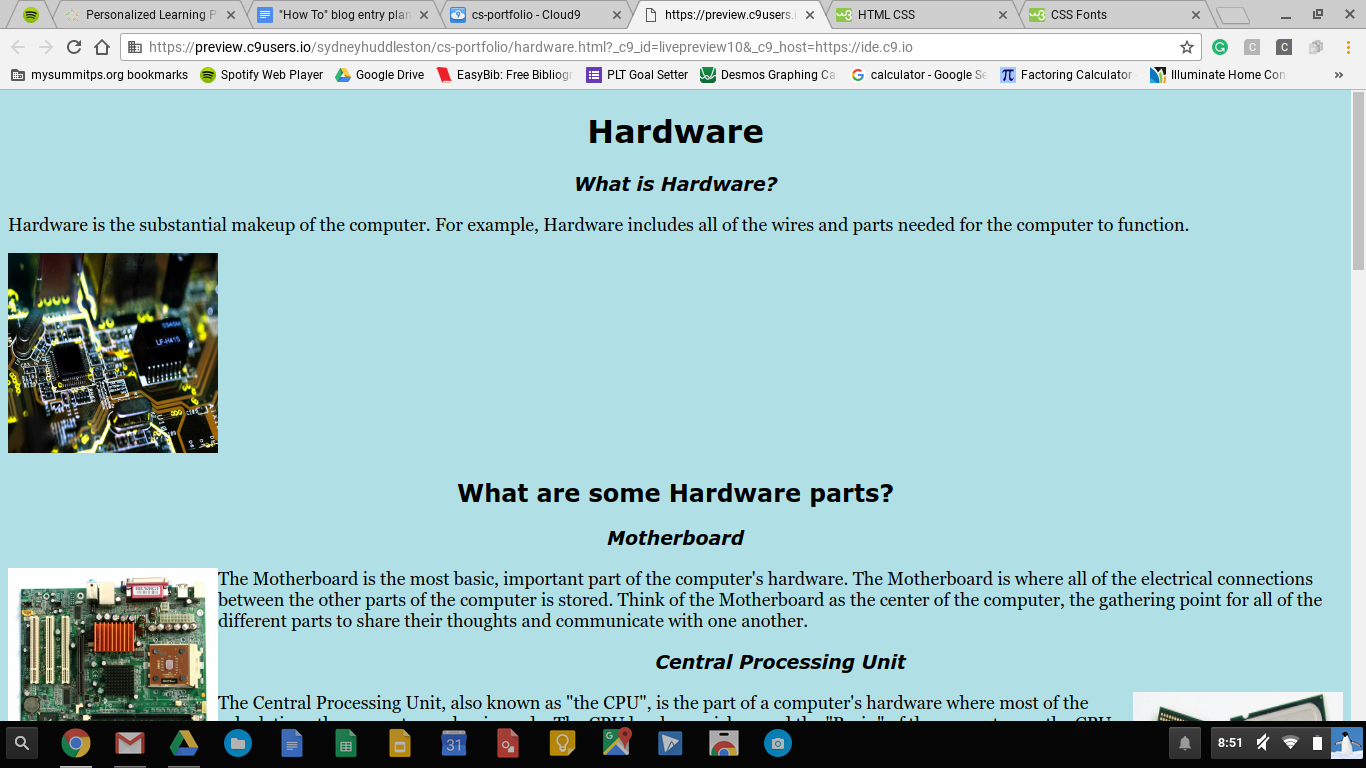 Personalized Learning P
"How To" blog entry plan
cs-portfolio - Cloud9
https://preview.c9users.i
HTML CSS
CSS Fonts
https://preview.c9users.io/sydneyhuddleston/cs-portfolio/hardware.html?_c9_id=livepreview10&_c9_host=https://ide.c9.io
mysummitps.org bookmarks
Spotify Web Player
Google Drive
EasyBib: Free Bibliogr
PLT Goal Setter
Desmos Graphing Ca
calculator - Google Se
Factoring Calculator -
Illuminate Home Con
Hardware
What is Hardware?
Hardware is the substantial makeup of the computer. For example, Hardware includes all of the wires and parts needed for the computer to function.
LF-H41S
What are some Hardware parts?
Motherboard
The Motherboard is the most basic, important part of the computer's hardware. The Motherboard is where all of the electrical connections
between the other parts of the computer is stored. Think of the Motherboard as the center of the computer, the gathering point for all of the
different parts to share their thoughts and communicate with one another.
Central Processing Unit
The Central Processing Unit, also known as "the CPU", is the part of a computer's hardware where most of the
31
8:51